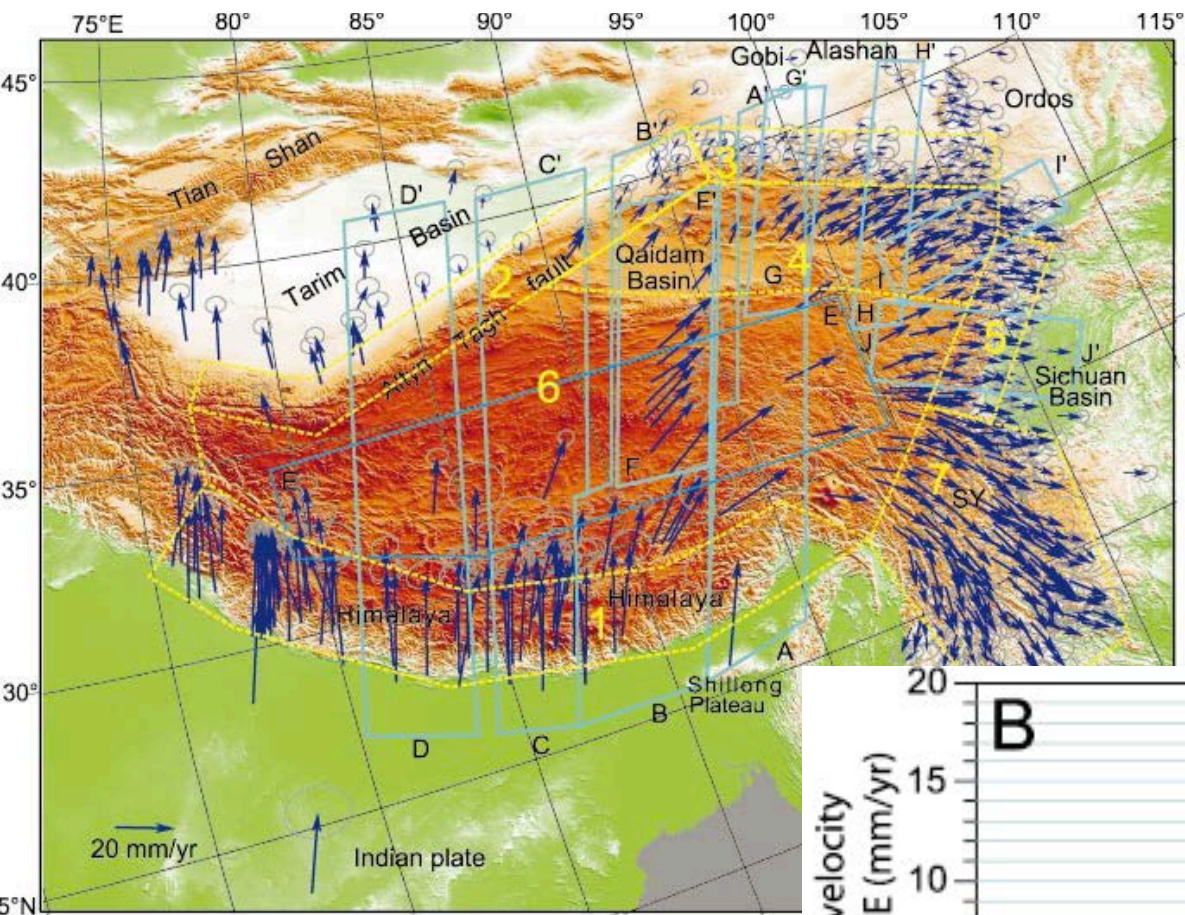 75°E 80° 85° 90° 95° 100° 105° 110° 115°
Gobi Alashan H'
G'
45°
A'
Ordos
B'
Shan
3
C'
I'
Tian
D'
F'
Basin
Qaidam
Basin
2
fault
4
40°
Tarim
G
I
E'
H
Tagh
J
5
J'
Altyn
6
Sichuan
Basin
F
E
7
35°
SY
Himalaya
Himalaya
1
A
30°
Shillong
Plateau
B
D
C
20 mm/yr
Indian plate
5°N
20
B
15
10
velocity
E (mm/yr)